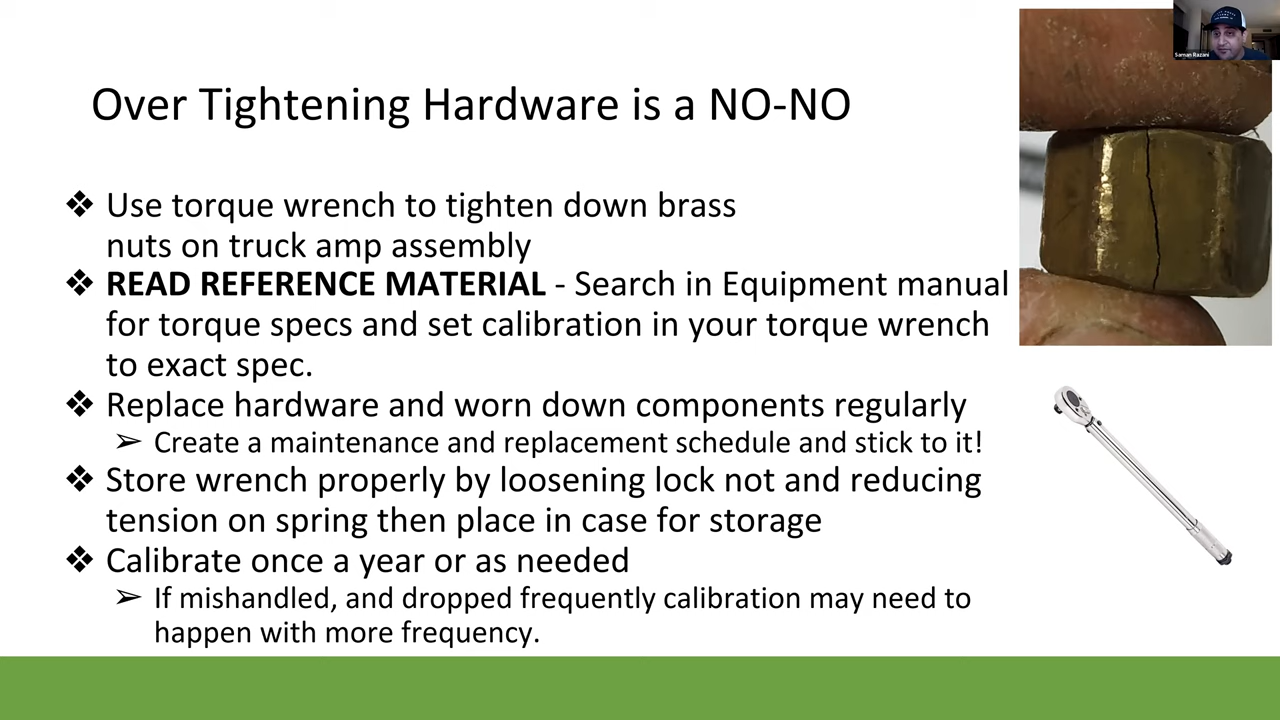 Saman Razani
Over Tightening Hardware is a NO-NO
❖ Use torque wrench to tighten down brass
nuts on truck amp assembly
❖ READ REFERENCE MATERIAL - Search in Equipment manual
for torque specs and set calibration in your torque wrench
to exact spec.
❖ Replace hardware and worn down components regularly
➢ Create a maintenance and replacement schedule and stick to it!
❖ Store wrench properly by loosening lock not and reducing
tension on spring then place in case for storage
❖ Calibrate once a year or as needed
➢ If mishandled, and dropped frequently calibration may need to
happen with more frequency.